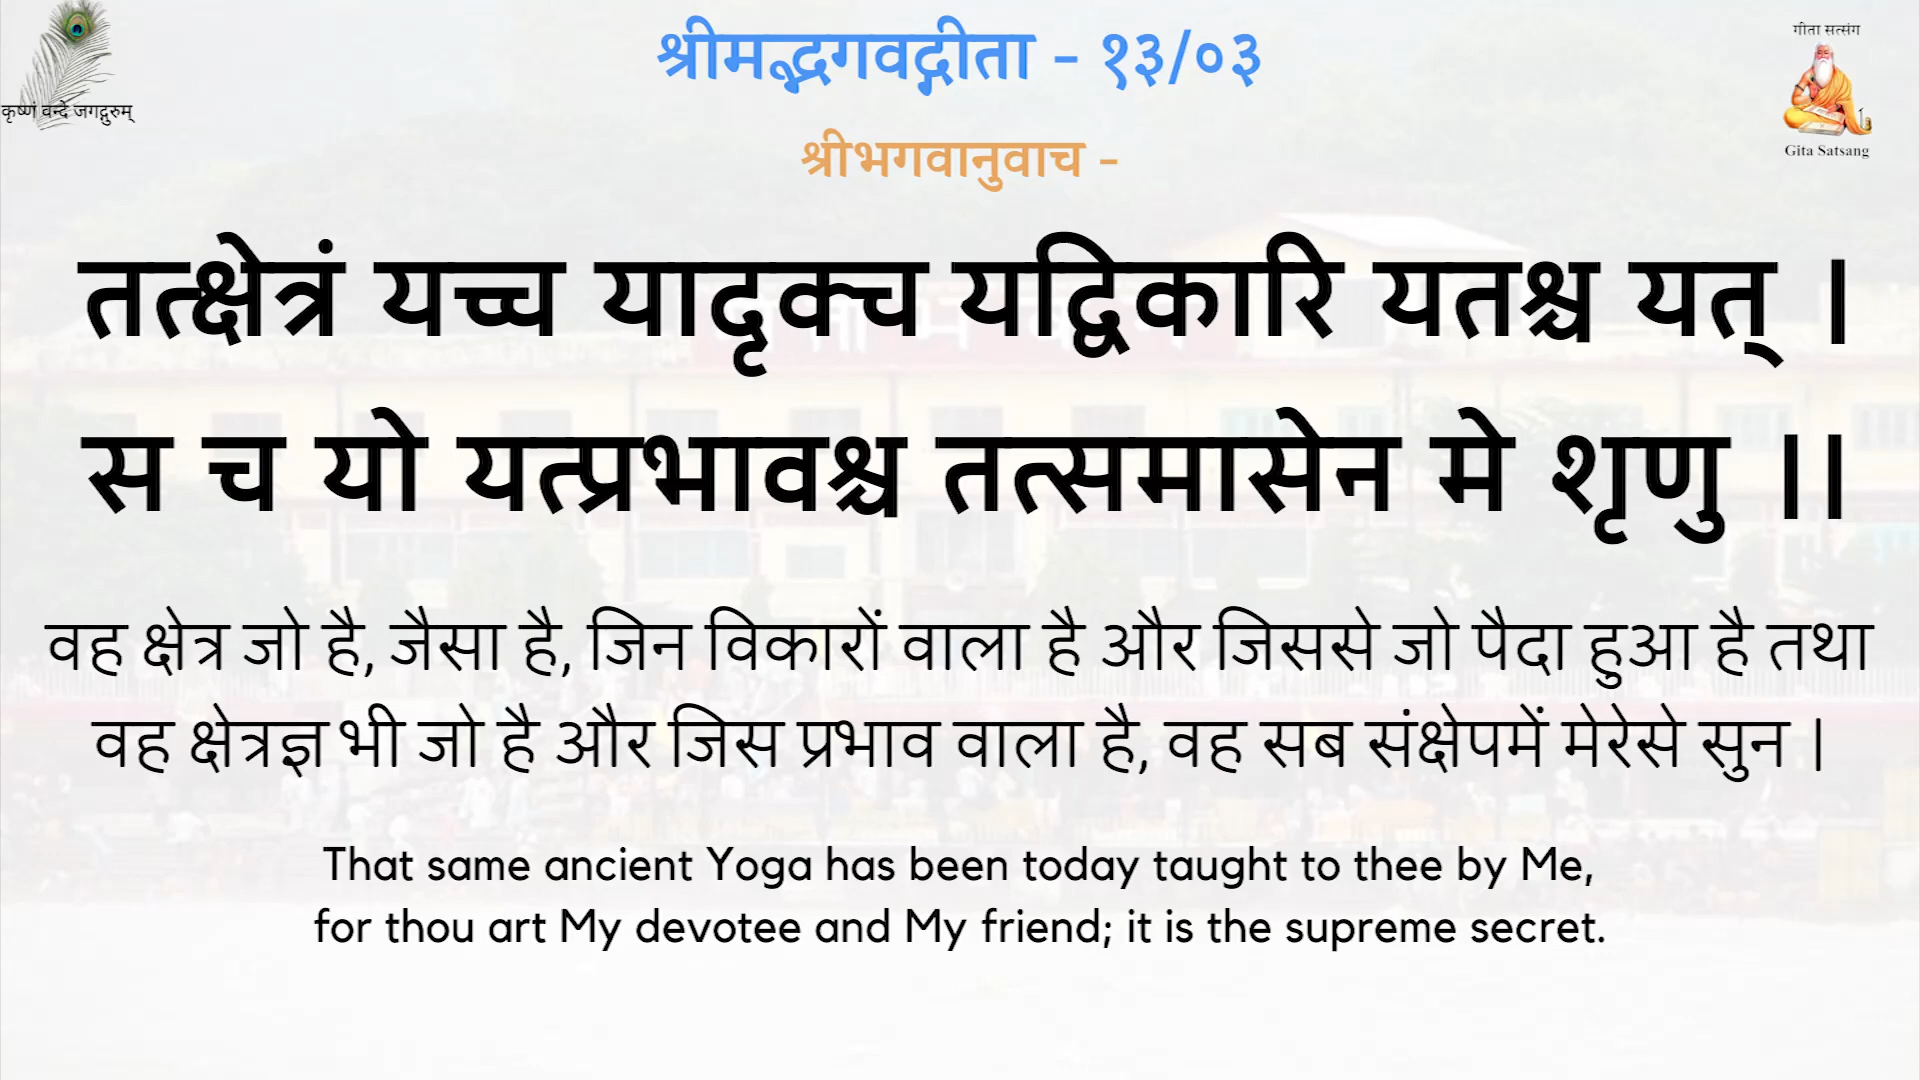 श्रीमद्भगवद्गीता - १३/०३
गीता सत्संग
कृष्णं वन्दे जगद्गुरुम्
Gita Satsang
श्रीभगवानुवाच -
तत्क्षेत्रं यच्च यादृक्च यद्विकारि यतश्च यत् ।
स च यो यत्प्रभावश्च तत्समासेन मे शृणु ।।
वह क्षेत्र जो है, जैसा है, जिन विकारों वाला है और जिससे जो पैदा हुआ है तथा
वह क्षेत्रज्ञ भी जो है और जिस प्रभाव वाला है, वह सब संक्षेपमें मेरेसे सुन |
That same ancient Yoga has been today taught to thee by Me,
for thou art My devotee and My friend; it is the supreme secret.